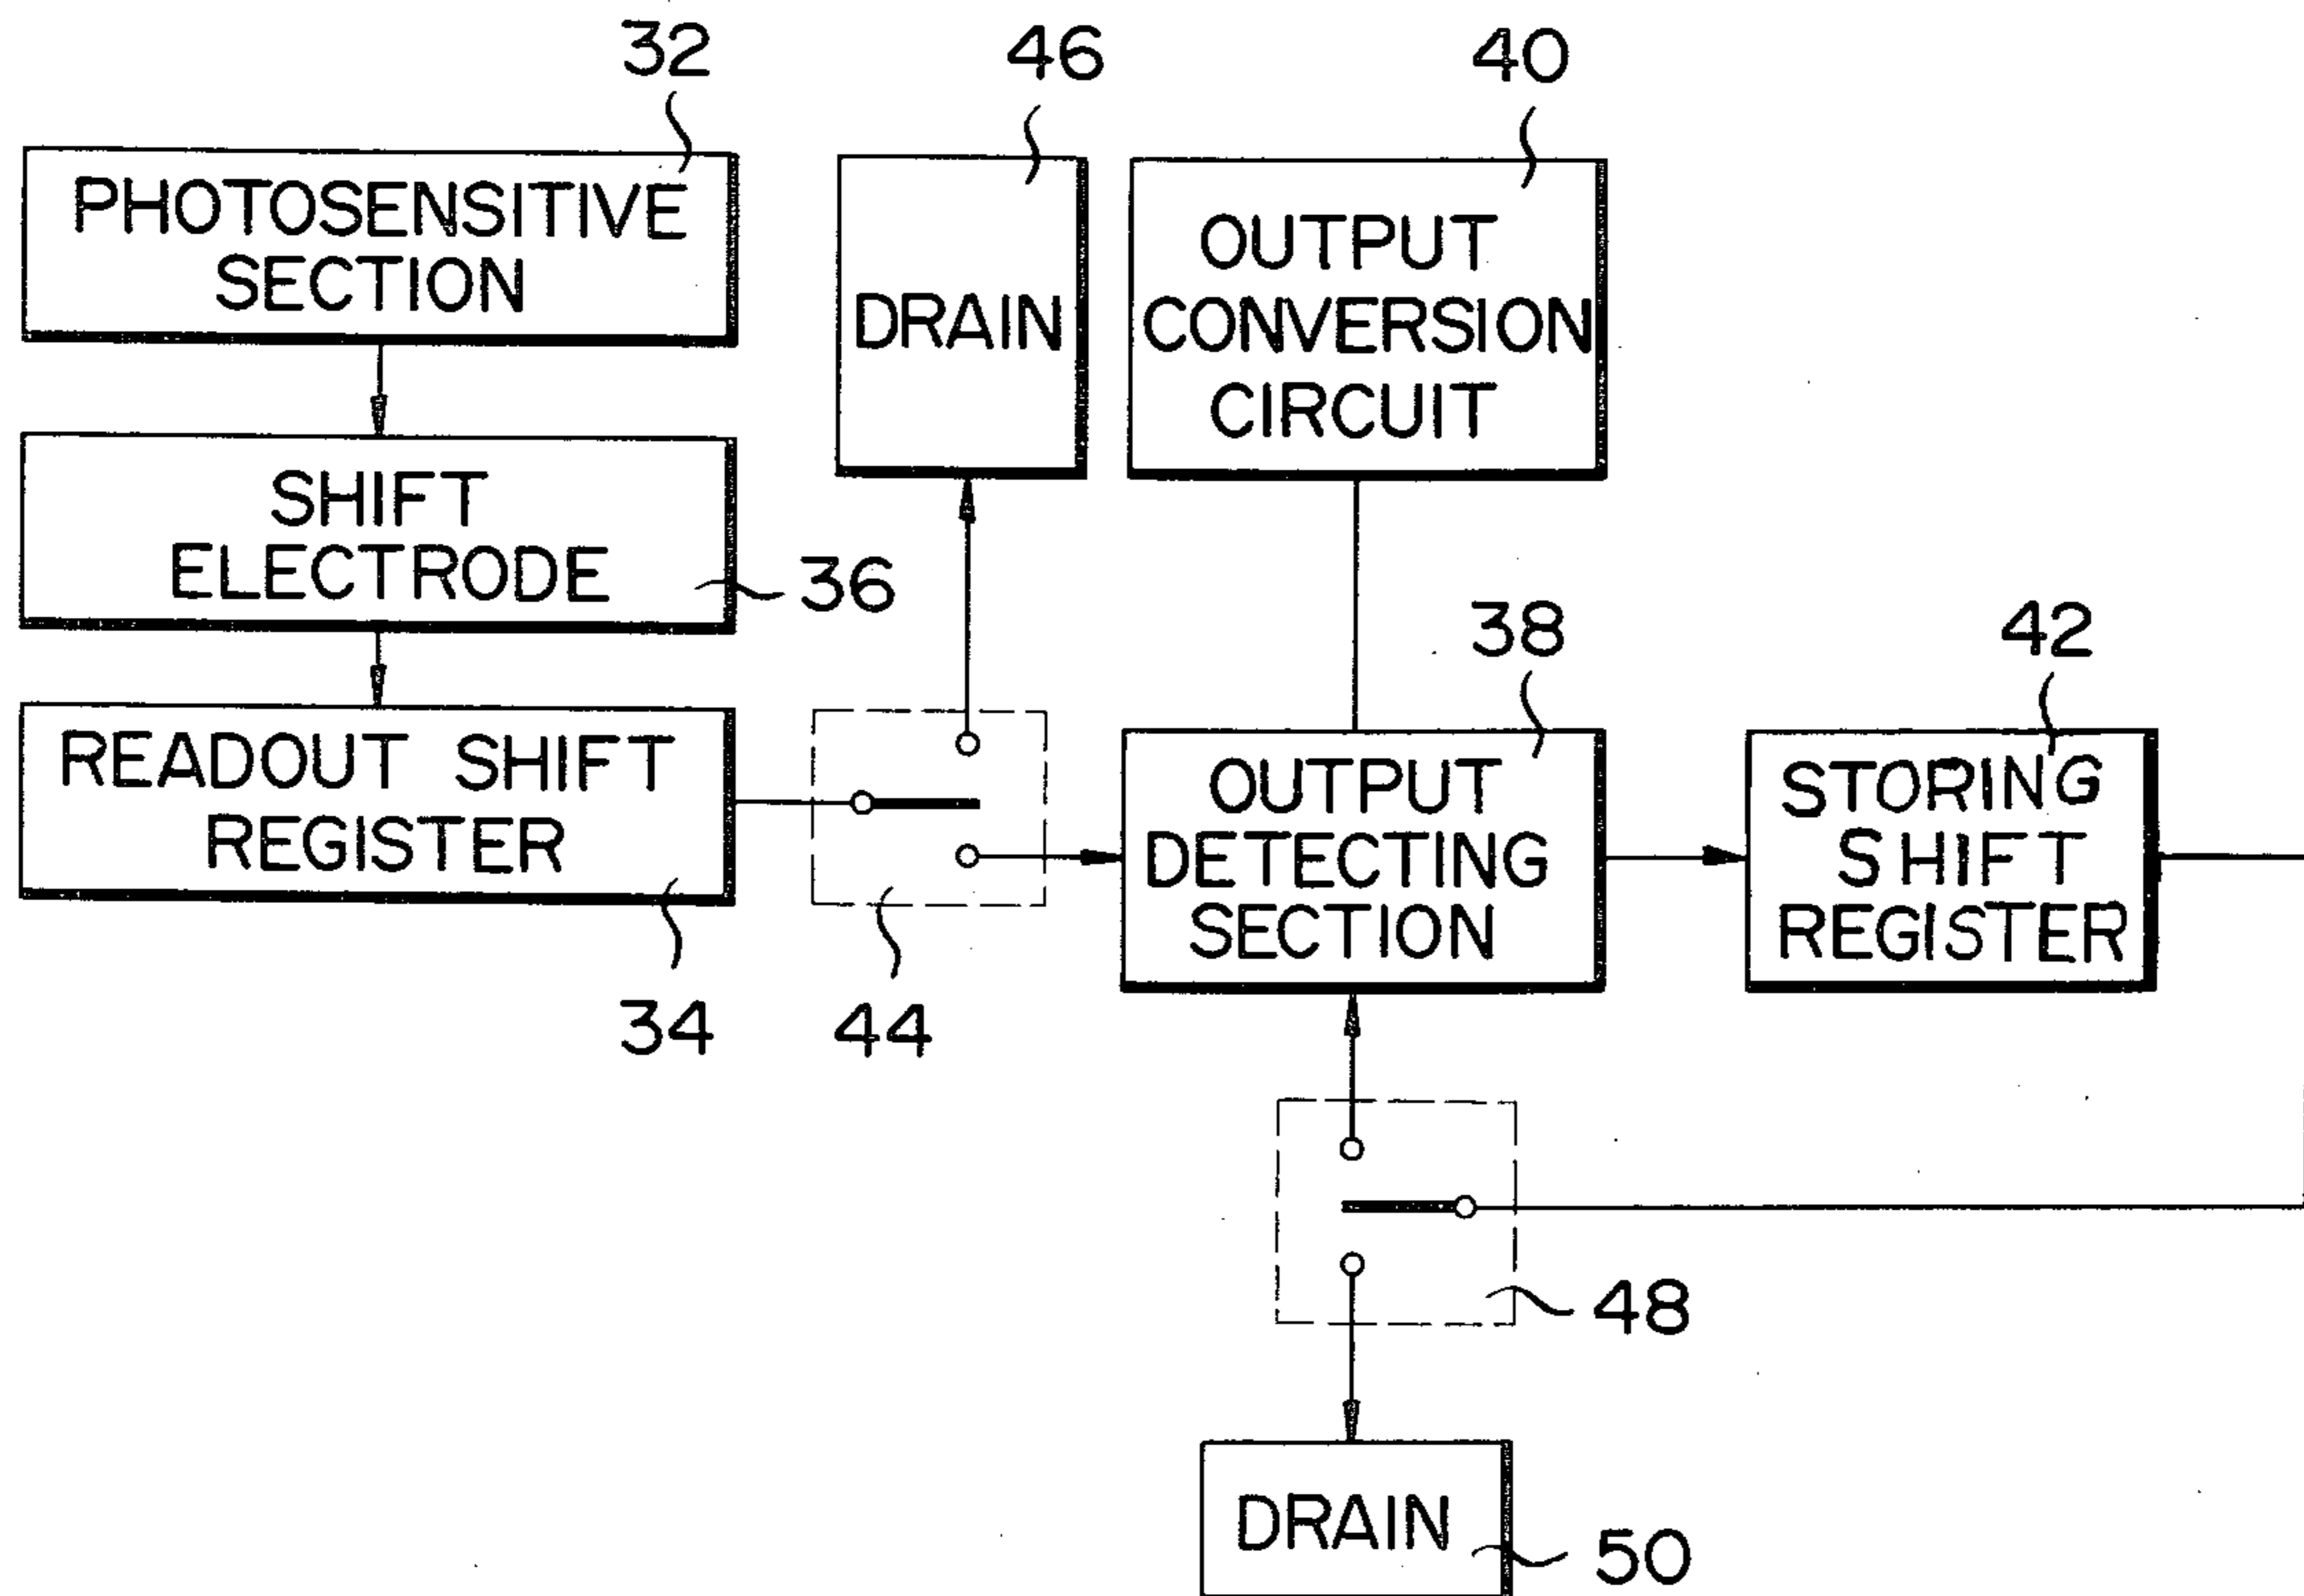 32
46
40
PHOTOSENSITIVE
SECTION
DRAIN
OUTPUT
CONVERSION
CIRCUIT
SHIFT
ELECTRODE
36
38
42
READOUT SHIFT
REGISTER
OUTPUT
DETECTING
SECTION
STORING
SHIFT
REGISTER
34
44
48
DRAIN
50